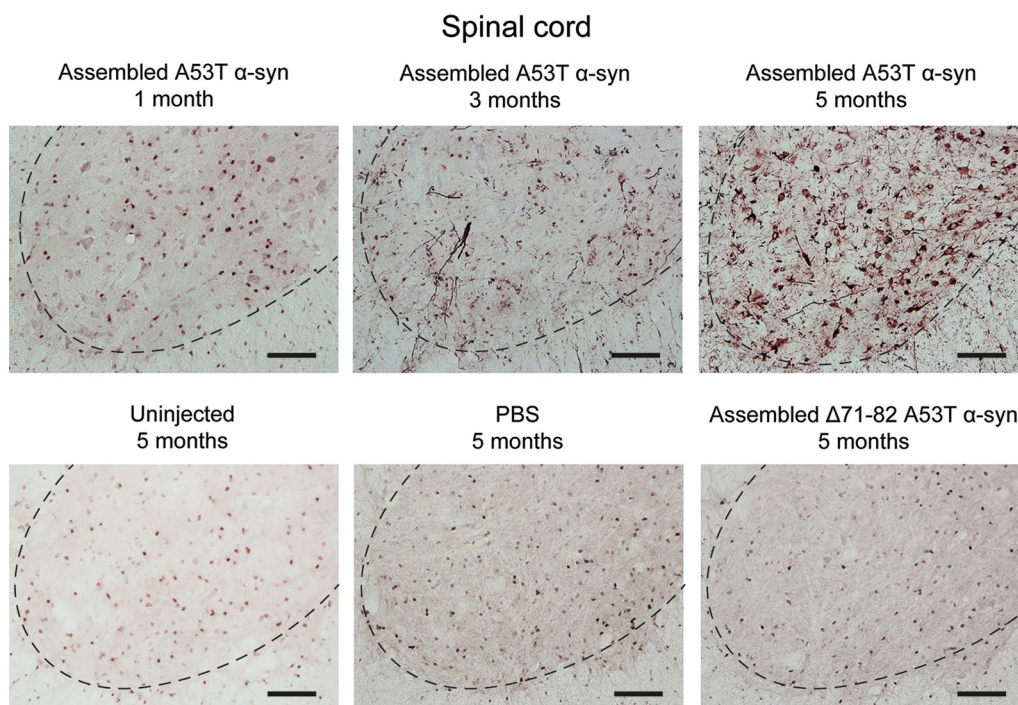 Spinal cord
Assembled A53T α-syn
1 month
Assembled A53T α-syn
3 months
Assembled A53T α-syn
5 months
Uninjected
5 months
PBS
5 months
Assembled Δ71-82 A53T α-syn
5 months